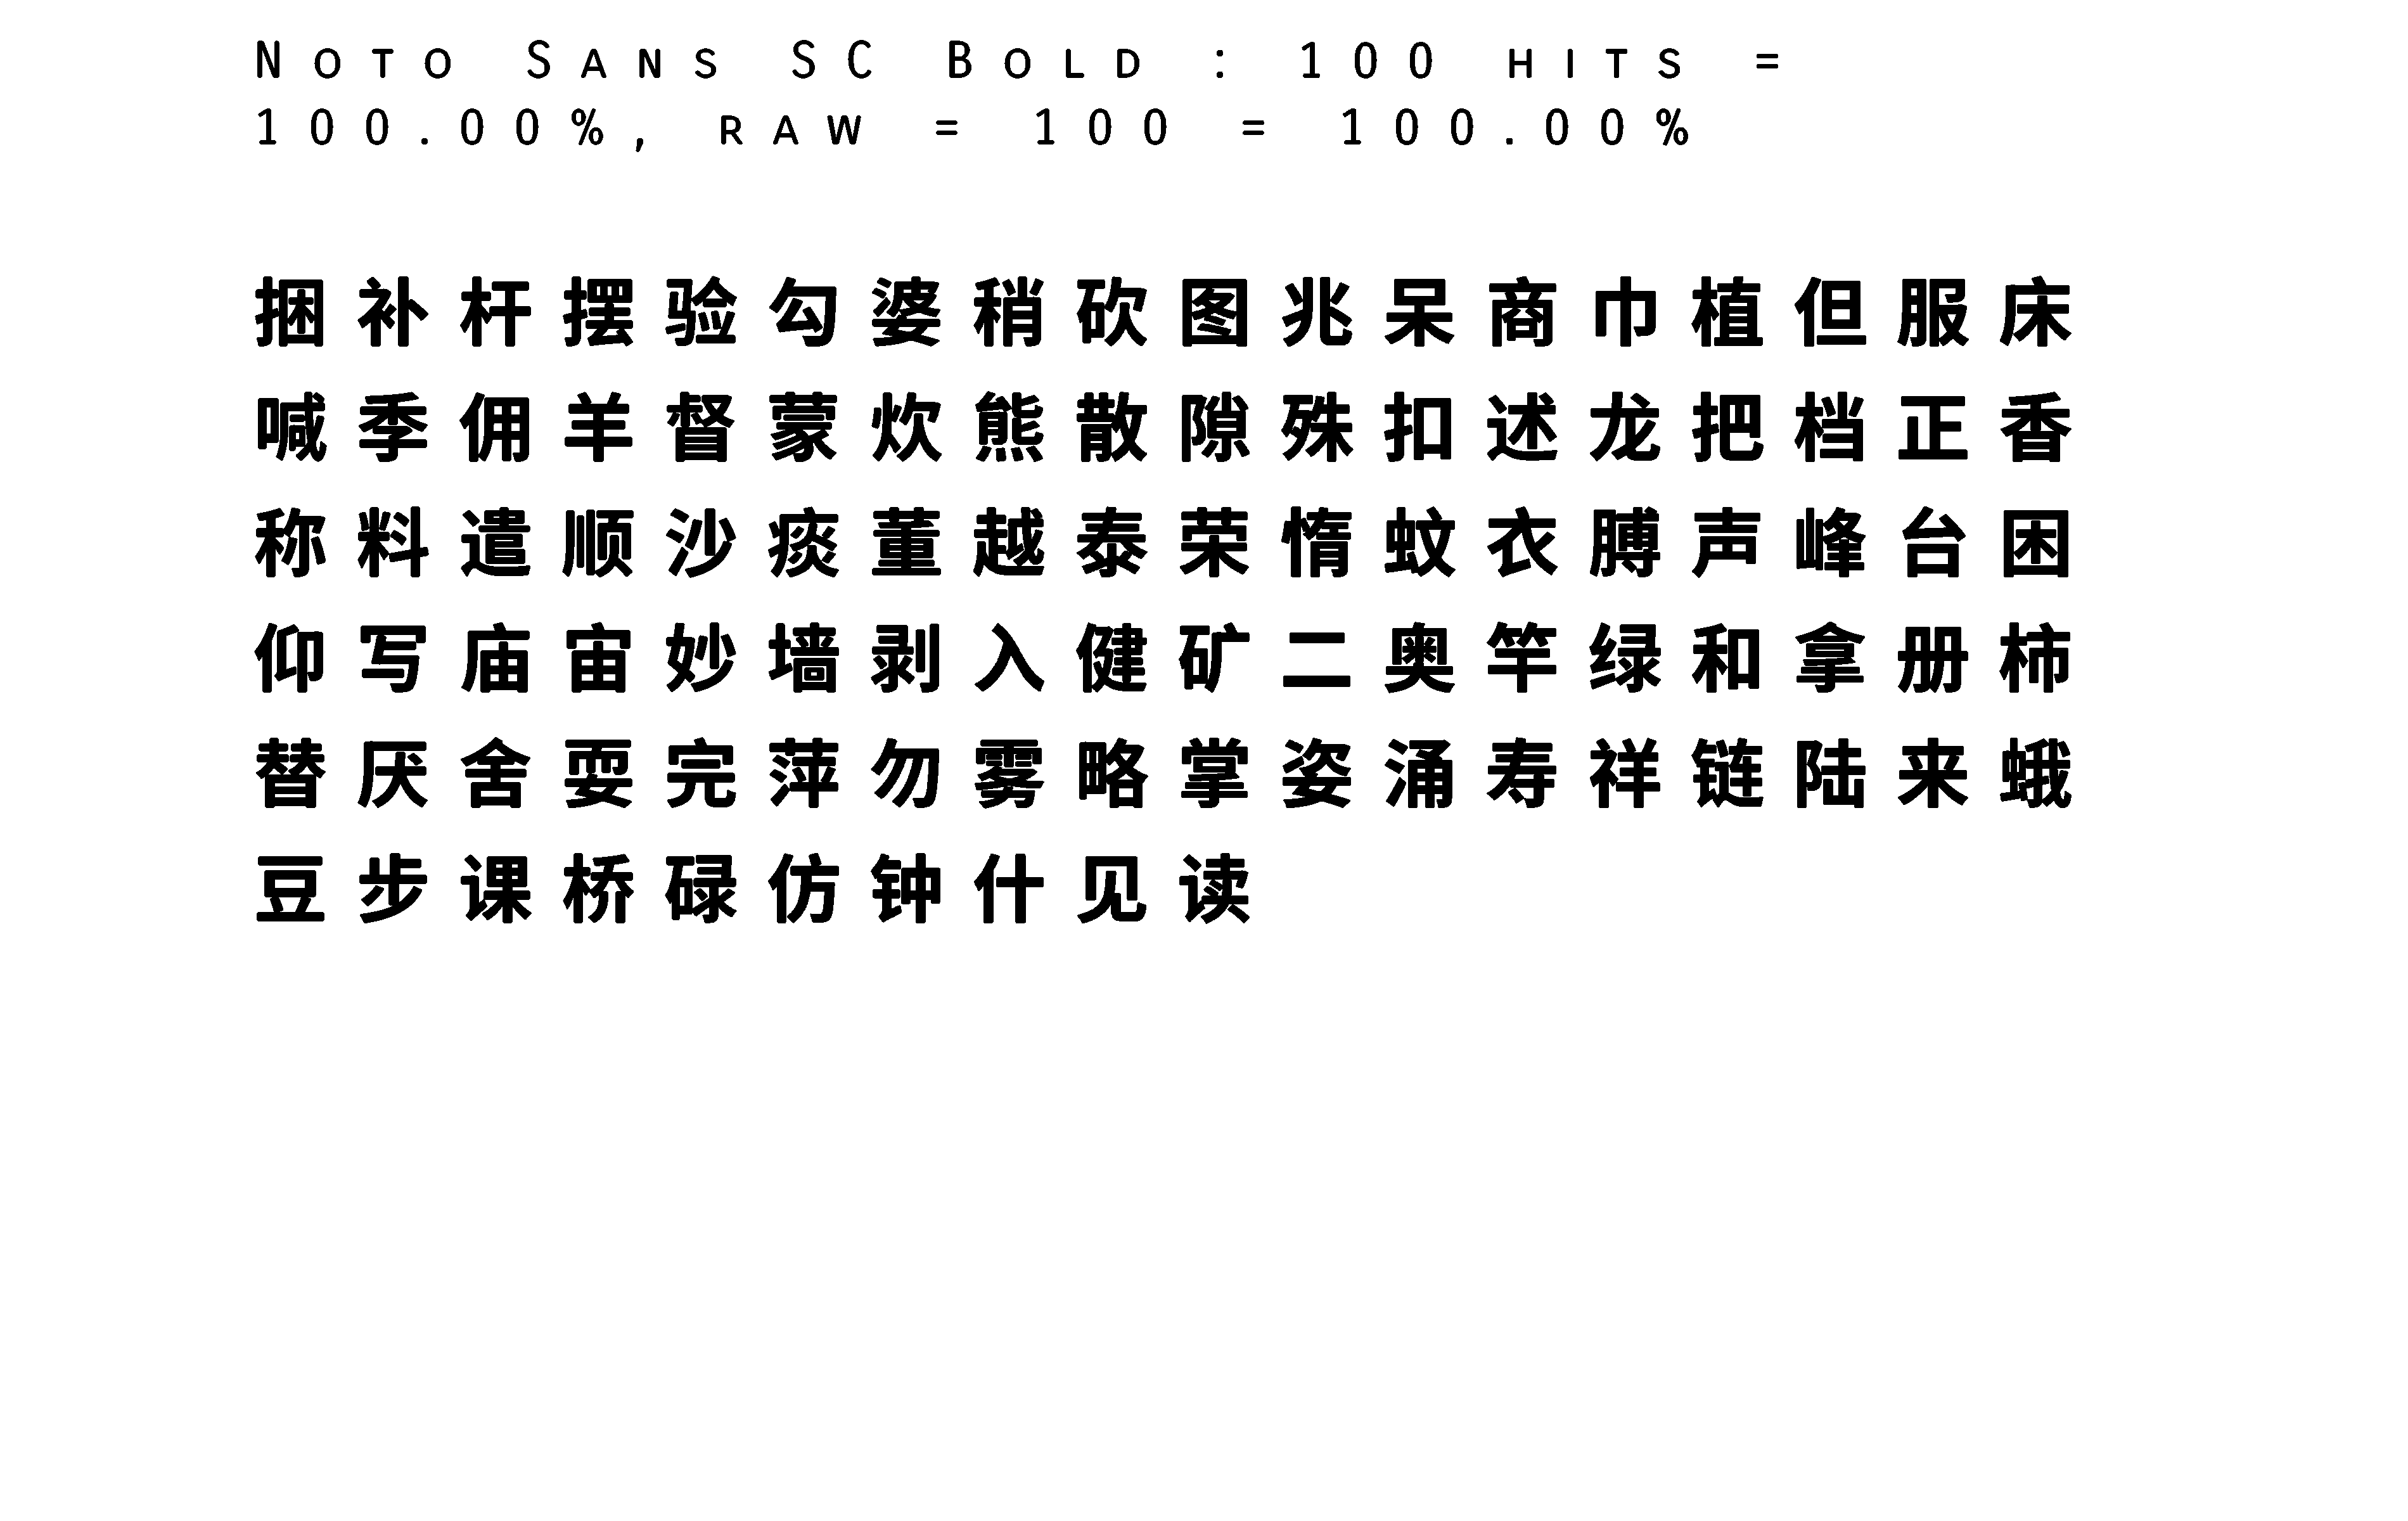 Noto Sans SC Bold : 100 hits =
100.00%, raw = 100 = 100.00%
捆补杆摆验勾婆稍砍图兆呆商巾植但服床
喊季佣羊督蒙炊熊散隙殊扣述龙把档正香
称料遣顺沙痰董越泰荣惰蚊衣膊声峰台困
仰写庙宙妙墙剥入健矿二奥竿绿和拿册柿
替厌舍耍完萍勿雾略掌姿涌寿祥链陆来蛾
豆步课桥碌仿钟什见读